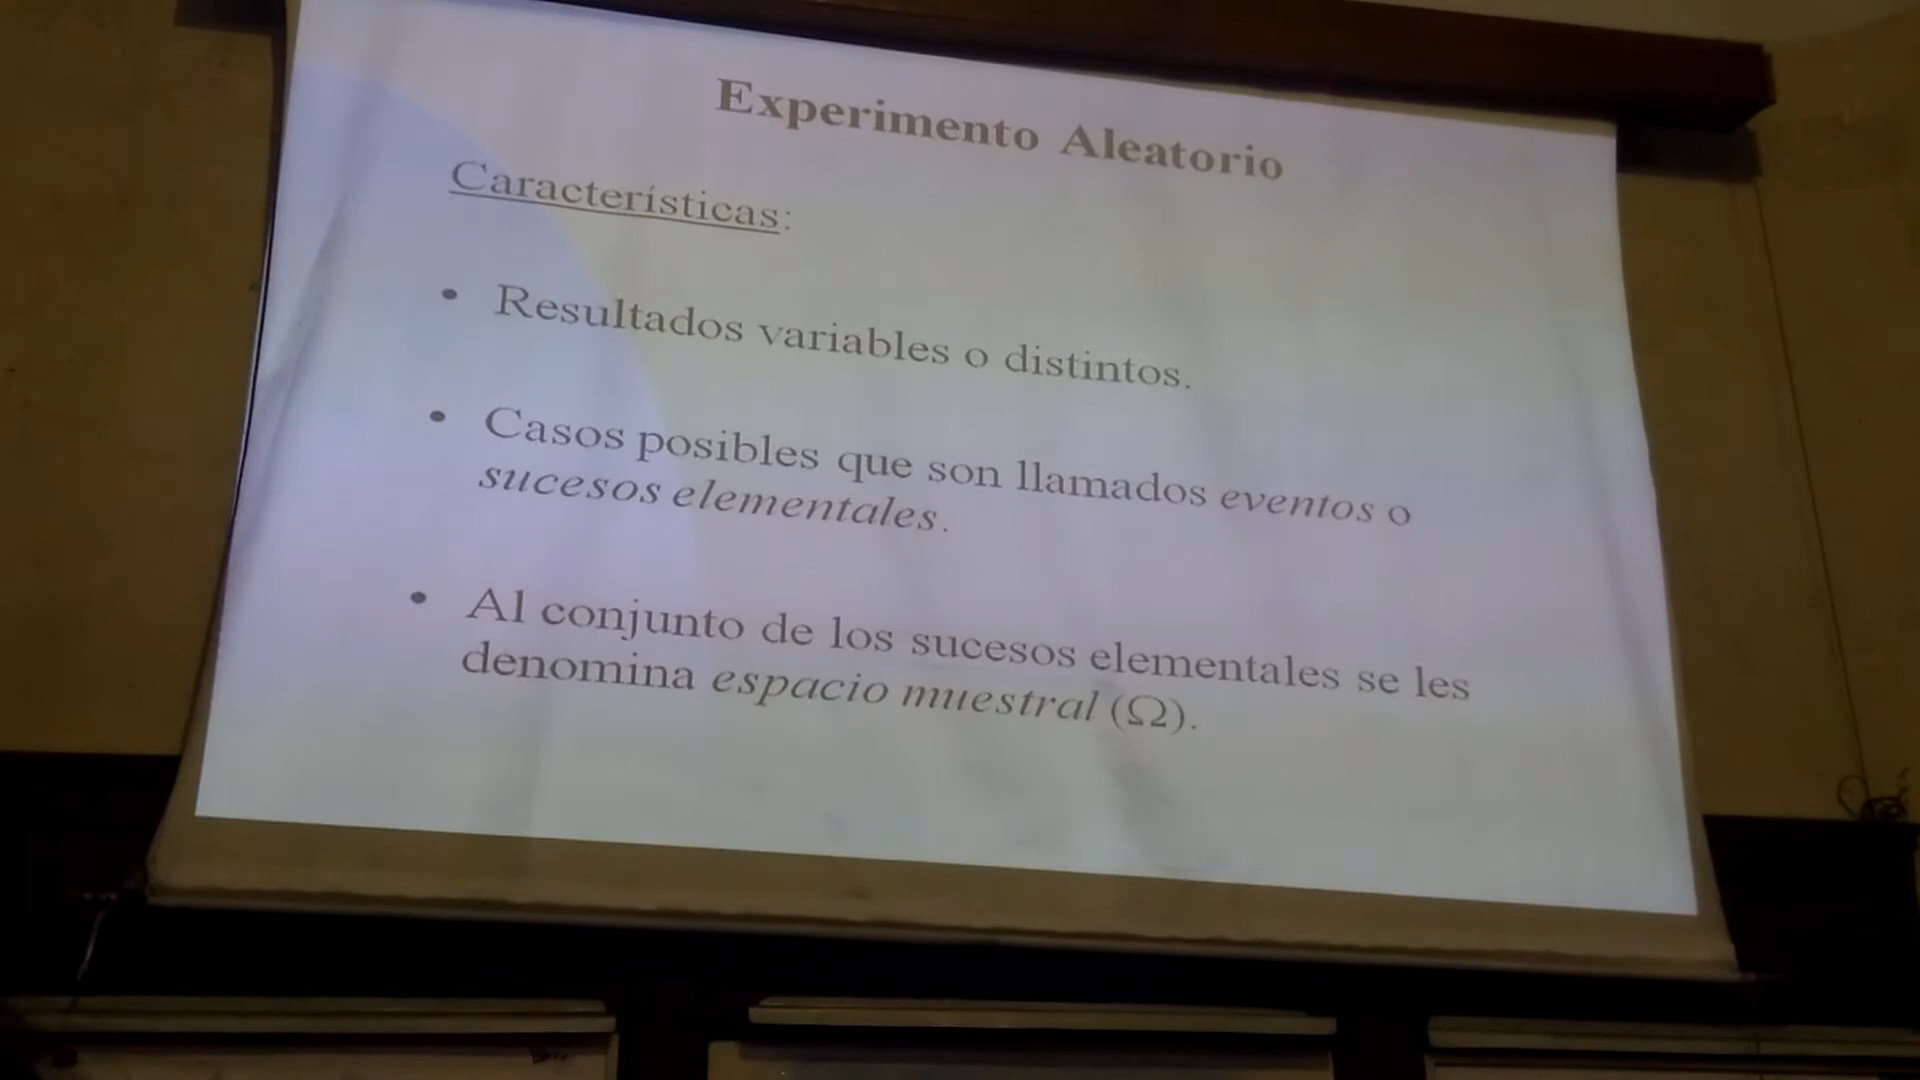 Experimento Aleatorio
Características:
• Resultados variables o distintos.
• Casos posibles que son llamados eventos o
sucesos elementales.
• Al conjunto de los sucesos elementales se les
denomina espacio muestral (Ω).